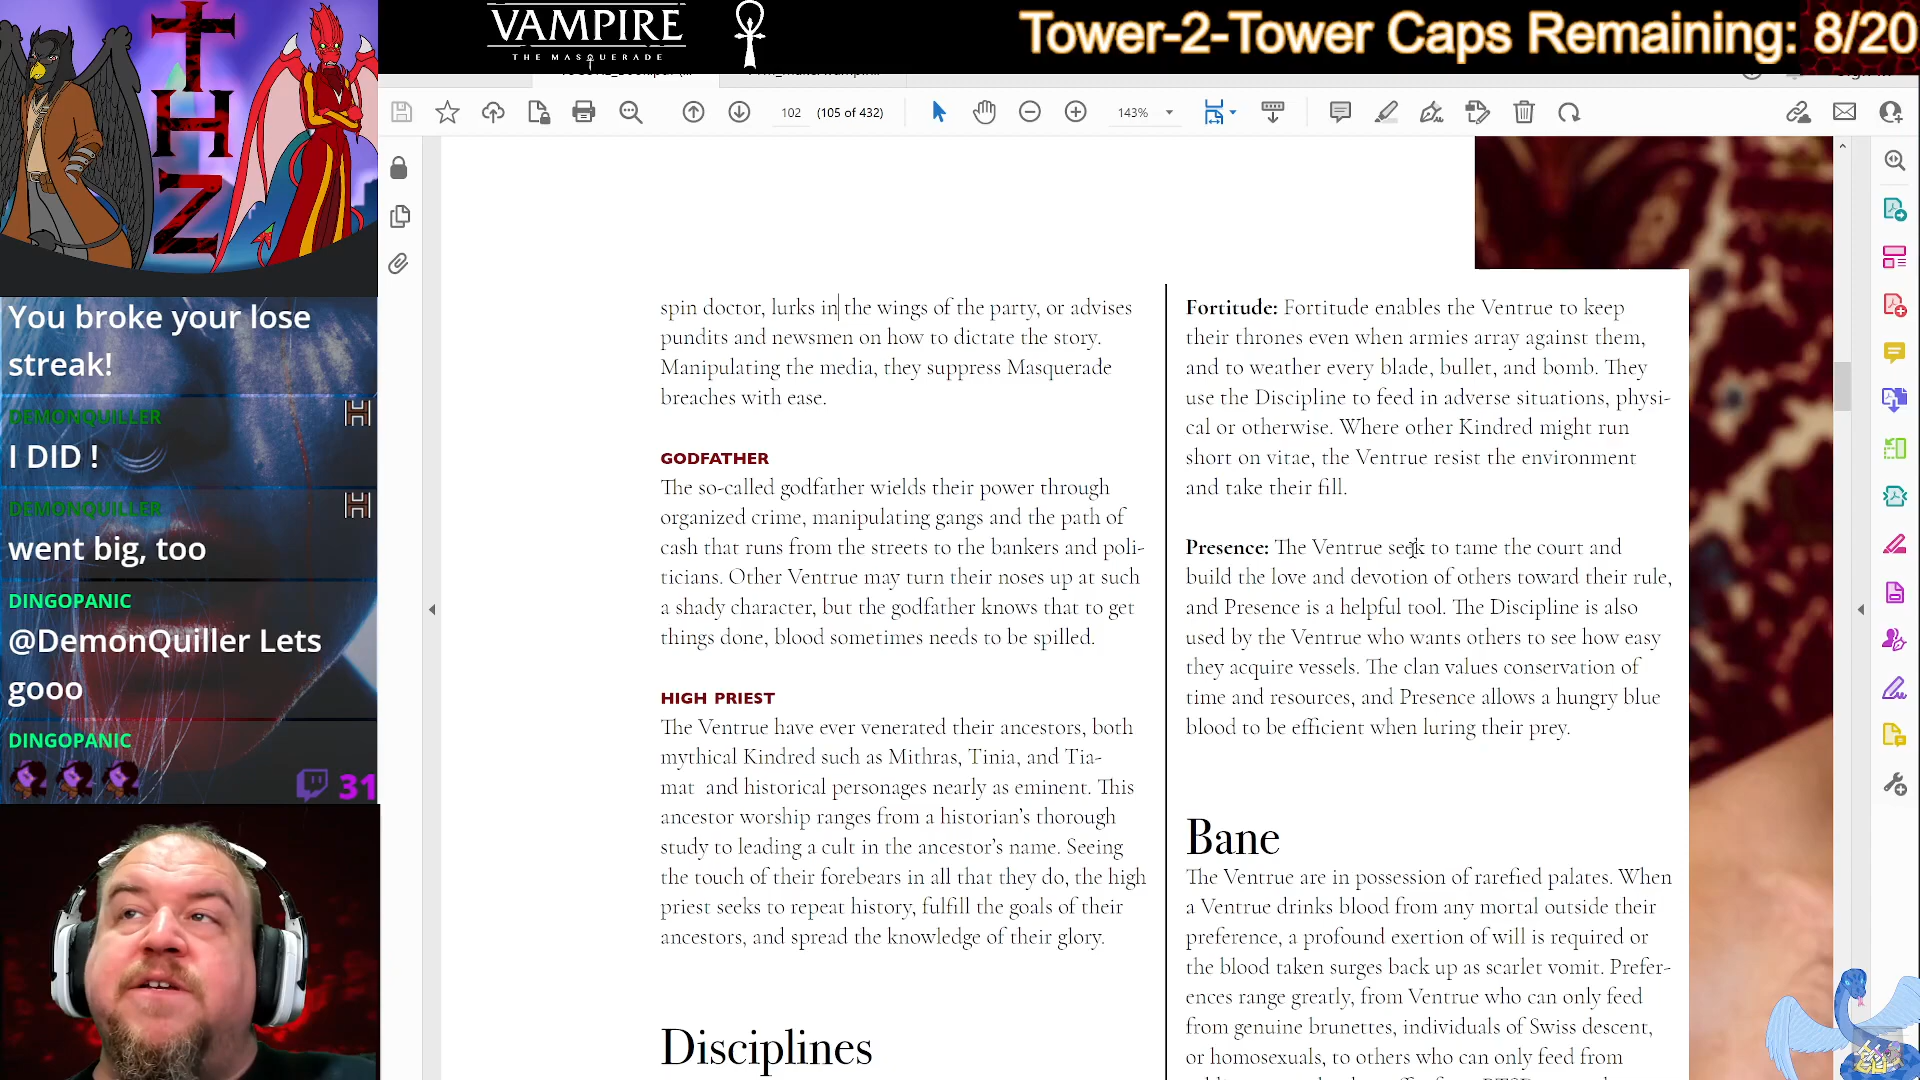 THZ
VAMPIRE
THE MASQUERADE
Tower-2-Tower Caps Remaining: 8/20
102 (105 of 432)
143%
You broke your lose
streak!
DEMONQUILLER
I DID !
DEMONQUILLER
went big, too
DINGOPANIC
@DemonQuiller Lets
gooo
DINGOPANIC
31
spin doctor, lurks in the wings of the party, or advises
pundits and newsmen on how to dictate the story.
Manipulating the media, they suppress Masquerade
breaches with ease.
GODFATHER
The so-called godfather wields their power through
organized crime, manipulating gangs and the path of
cash that runs from the streets to the bankers and poli-
ticians. Other Ventrue may turn their noses up at such
a shady character, but the godfather knows that to get
things done, blood sometimes needs to be spilled.
HIGH PRIEST
The Ventrue have ever venerated their ancestors, both
mythical Kindred such as Mithras, Tinia, and Tia-
mat and historical personages nearly as eminent. This
ancestor worship ranges from a historian's thorough
study to leading a cult in the ancestor's name. Seeing
the touch of their forebears in all that they do, the high
priest seeks to repeat history, fulfill the goals of their
ancestors, and spread the knowledge of their glory.
Disciplines
Fortitude: Fortitude enables the Ventrue to keep
their thrones even when armies array against them,
and to weather every blade, bullet, and bomb. They
use the Discipline to feed in adverse situations, physi-
cal or otherwise. Where other Kindred might run
short on vitae, the Ventrue resist the environment
and take their fill.
Presence: The Ventrue seek to tame the court and
build the love and devotion of others toward their rule,
and Presence is a helpful tool. The Discipline is also
used by the Ventrue who wants others to see how easy
they acquire vessels. The clan values conservation of
time and resources, and Presence allows a hungry blue
blood to be efficient when luring their prey.
Bane
The Ventrue are in possession of rarefied palates. When
a Ventrue drinks blood from any mortal outside their
preference, a profound exertion of will is required or
the blood taken surges back up as scarlet vomit. Prefer-
ences range greatly, from Ventrue who can only feed
from genuine brunettes, individuals of Swiss descent,
or homosexuals, to others who can only feed from